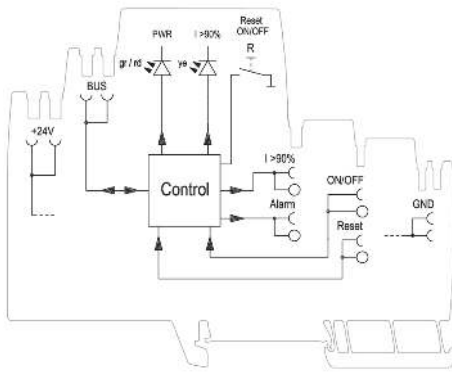 Reset
ON/OFF
PWR
I >90%
R
gr / rd
ye
BUS
+24V
Control
I >90%
ON/OFF
Alarm
GND
Reset